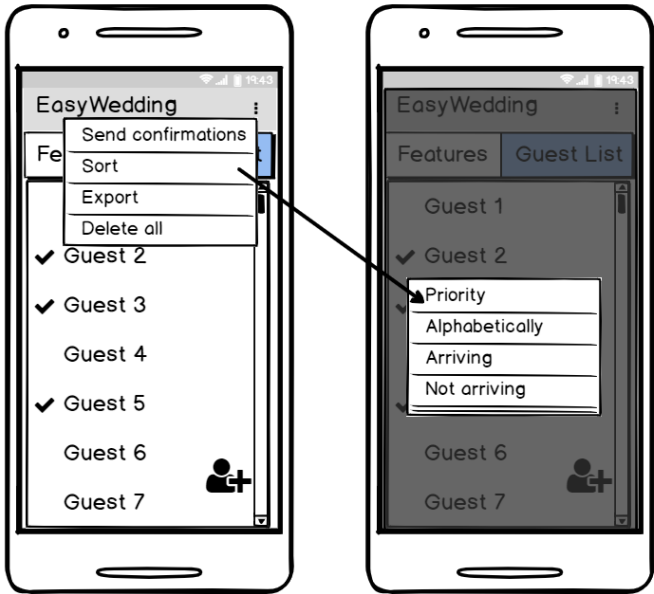 19:43
EasyWedding
Send confirmations
Fe t
Sort
Export
Delete all
Guest 2
Guest 3
Guest 4
Guest 5
Guest 6
Guest 7
19:43
EasyWedding
Features Guest List
Guest 1
Guest 2
Priority
Alphabetically
Arriving
Not arriving
Guest 6
Guest 7